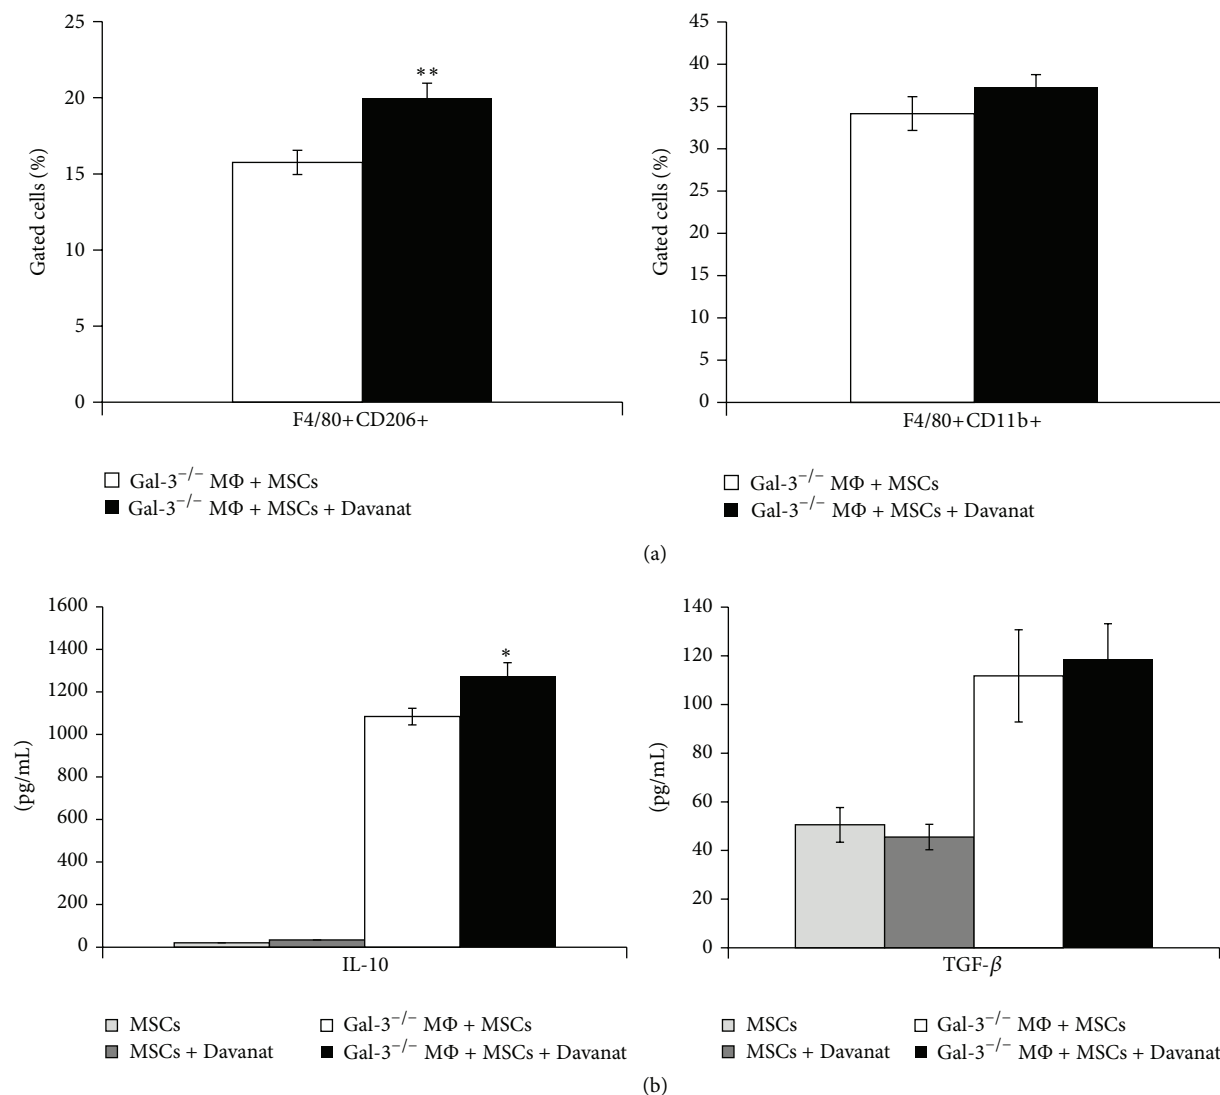 25
20
15
10
5
0
Gated cells (%)
**
F4/80+CD206+
Gal-3−/− MΦ + MSCs
Gal-3−/− MΦ + MSCs + Davanat
45
40
35
30
25
20
15
10
5
0
Gated cells (%)
F4/80+CD11b+
Gal-3−/− MΦ + MSCs
Gal-3−/− MΦ + MSCs + Davanat
(a)
1600
1400
1200
1000
800
600
400
200
0
(pg/mL)
*
IL-10
MSCs
MSCs + Davanat
Gal-3−/− MΦ + MSCs
Gal-3−/− MΦ + MSCs + Davanat
140
120
100
80
60
40
20
0
(pg/mL)
TGF-β
MSCs
MSCs + Davanat
Gal-3−/− MΦ + MSCs
Gal-3−/− MΦ + MSCs + Davanat
(b)